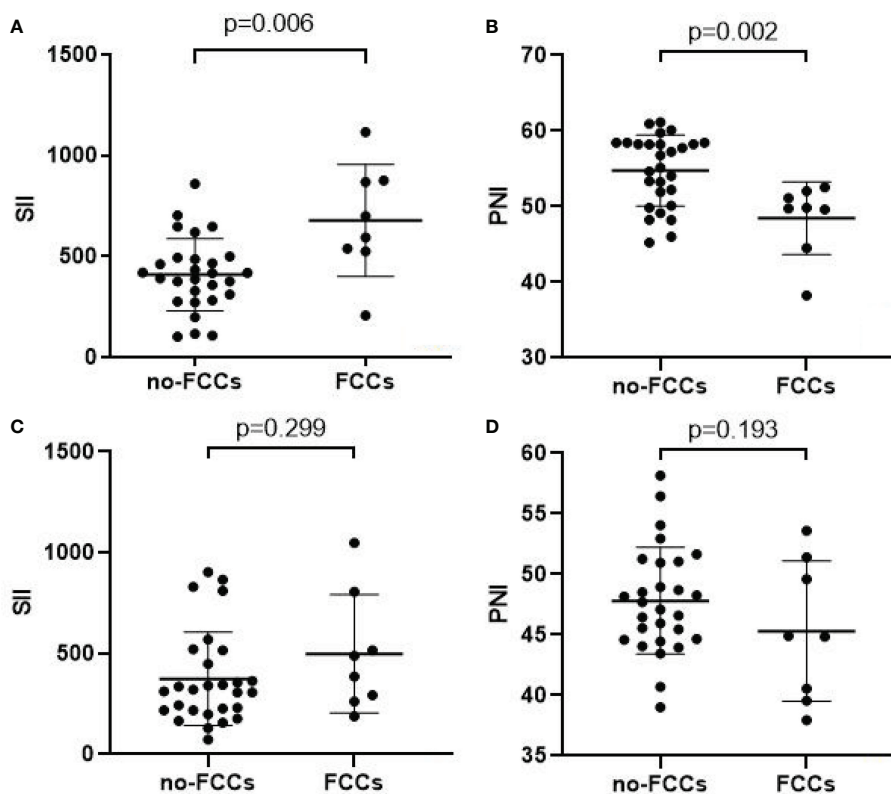 A
p=0.006
1500
1000
500
0
SII
no-FCCs
FCCs
B
p=0.002
70
60
50
40
30
PNI
no-FCCs
FCCs
C
p=0.299
1500
1000
500
0
SII
no-FCCs
FCCs
D
p=0.193
60
55
50
45
40
35
PNI
no-FCCs
FCCs